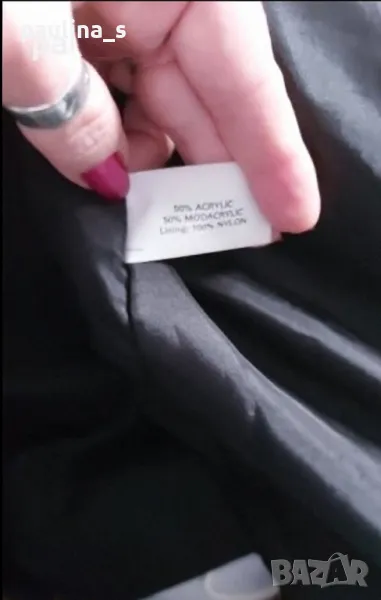 paulina_s
50% ACRYLIC
50% MODACRYLIC
Lining: 100% NYLON
BAZAR